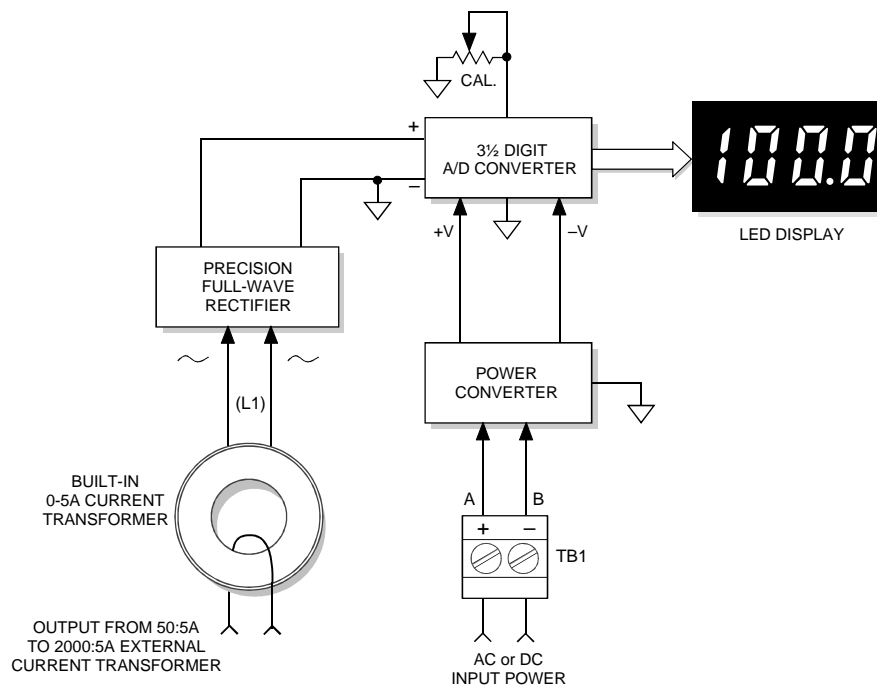 CAL.
+
3½ DIGIT
A/D CONVERTER
–
100.0
LED DISPLAY
+V
–V
PRECISION
FULL-WAVE
RECTIFIER
POWER
CONVERTER
(L1)
BUILT-IN
0-5A CURRENT
TRANSFORMER
A
B
+
–
TB1
OUTPUT FROM 50:5A
TO 2000:5A EXTERNAL
CURRENT TRANSFORMER
AC or DC
INPUT POWER